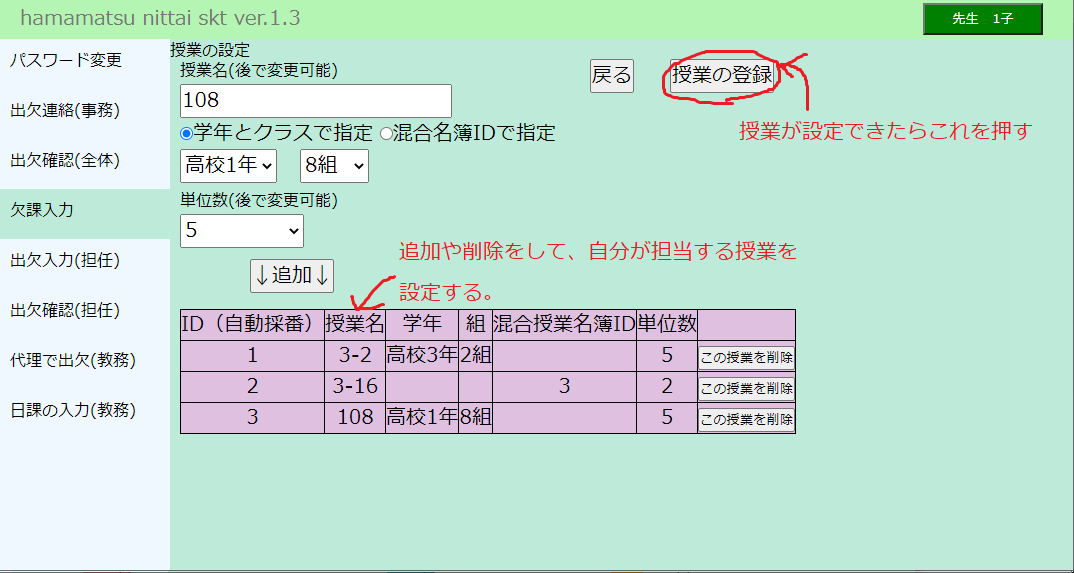 hamamatsu nittai skt ver.1.3
先生　1子
パスワード変更
出欠連絡(事務)
出欠確認(全体)
欠課入力
出欠入力(担任)
出欠確認(担任)
代理で出欠(教務)
日課の入力(教務)
授業の設定
授業名(後で変更可能)
108
戻る
授業の登録
授業が設定できたらこれを押す
学年とクラスで指定 混合名簿IDで指定
高校1年 8組
単位数(後で変更可能)
5
↓追加↓
追加や削除をして、自分が担当する授業を
設定する。
ID（自動採番） 授業名 学年 組 混合授業名簿ID 単位数
1 3-2 高校3年 2組 5 この授業を削除
2 3-16 3 2 この授業を削除
3 108 高校1年 8組 5 この授業を削除